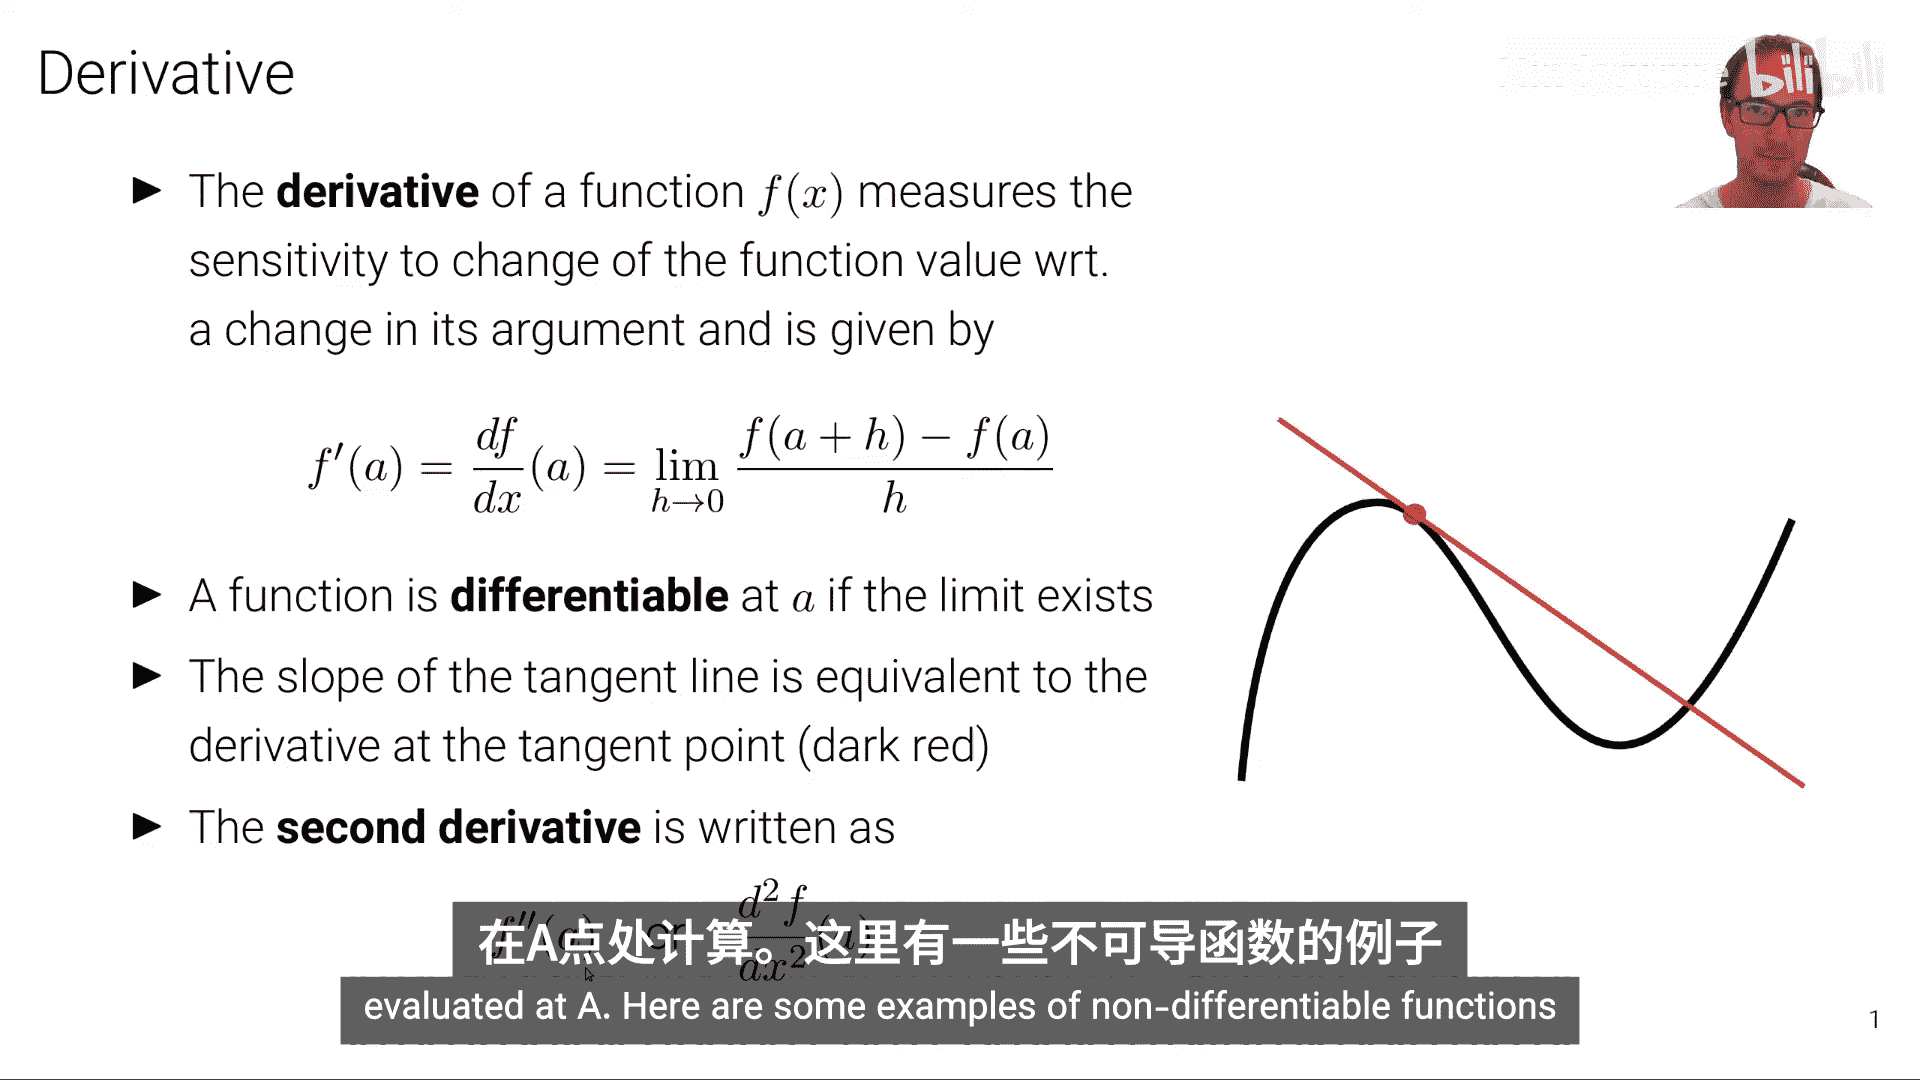 Derivative
bili
▶ The derivative of a function f(x) measures the
sensitivity to change of the function value wrt.
a change in its argument and is given by
f′(a) = df/dx (a) = lim h→0 f(a + h) − f(a) / h
▶ A function is differentiable at a if the limit exists
▶ The slope of the tangent line is equivalent to the
derivative at the tangent point (dark red)
▶ The second derivative is written as
f″(a) or d²f/dx² (a)
在A点处计算。这里有一些不可导函数的例子
evaluated at A. Here are some examples of non-differentiable functions
1